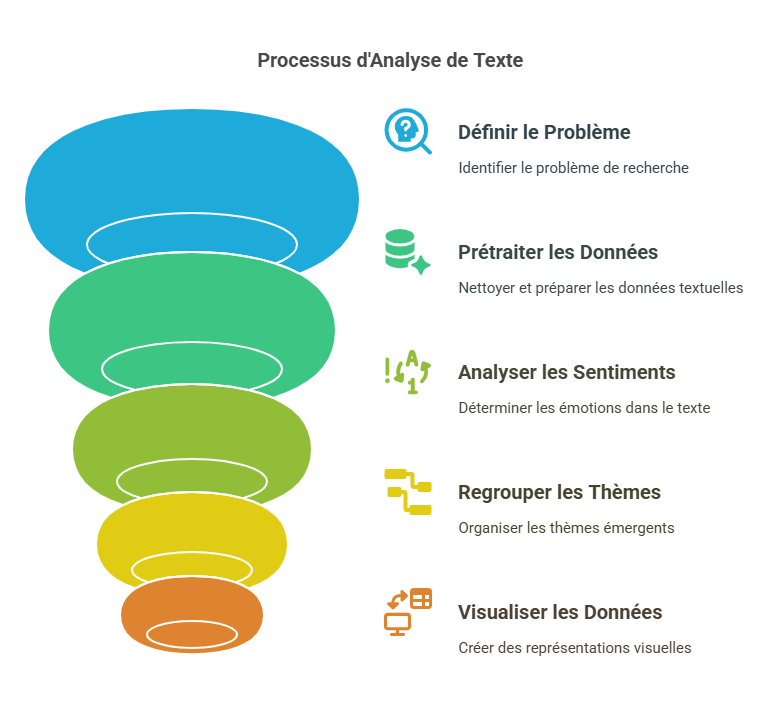 Processus d'Analyse de Texte
Définir le Problème
Identifier le problème de recherche
Prétraiter les Données
Nettoyer et préparer les données textuelles
Analyser les Sentiments
Déterminer les émotions dans le texte
Regrouper les Thèmes
Organiser les thèmes émergents
Visualiser les Données
Créer des représentations visuelles